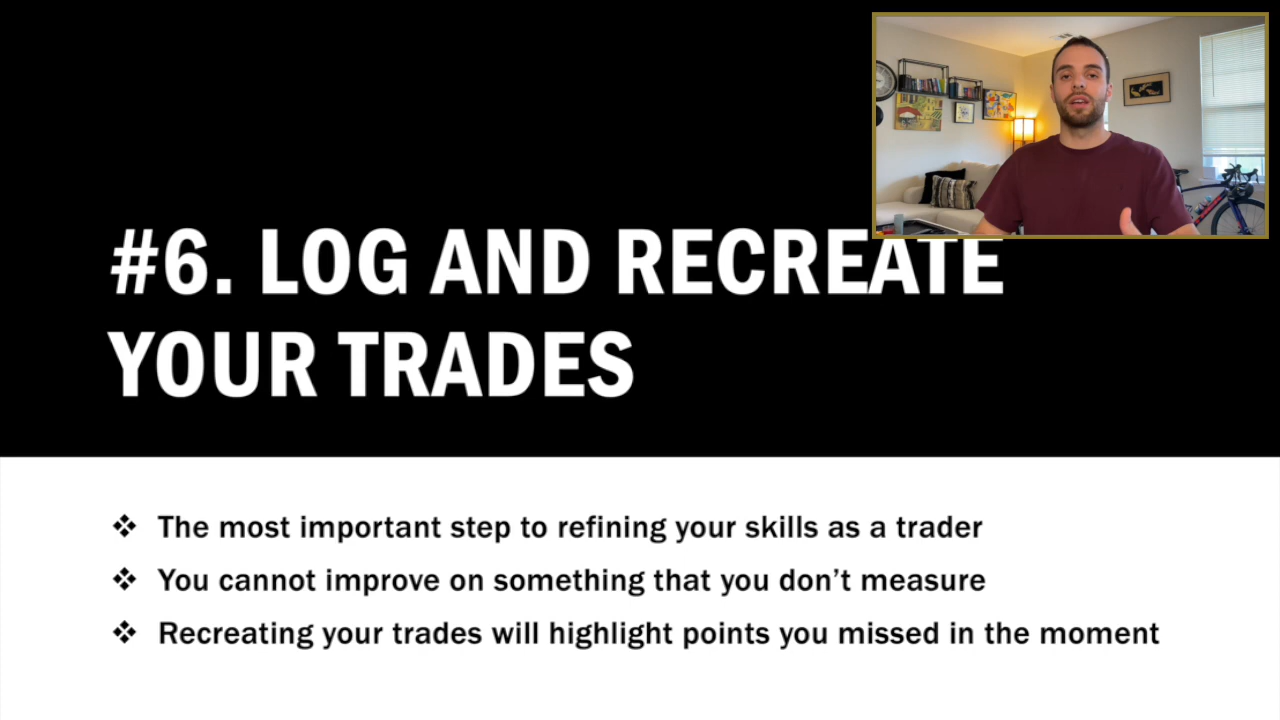 #6. LOG AND RECREATE
YOUR TRADES
❖ The most important step to refining your skills as a trader
❖ You cannot improve on something that you don’t measure
❖ Recreating your trades will highlight points you missed in the moment